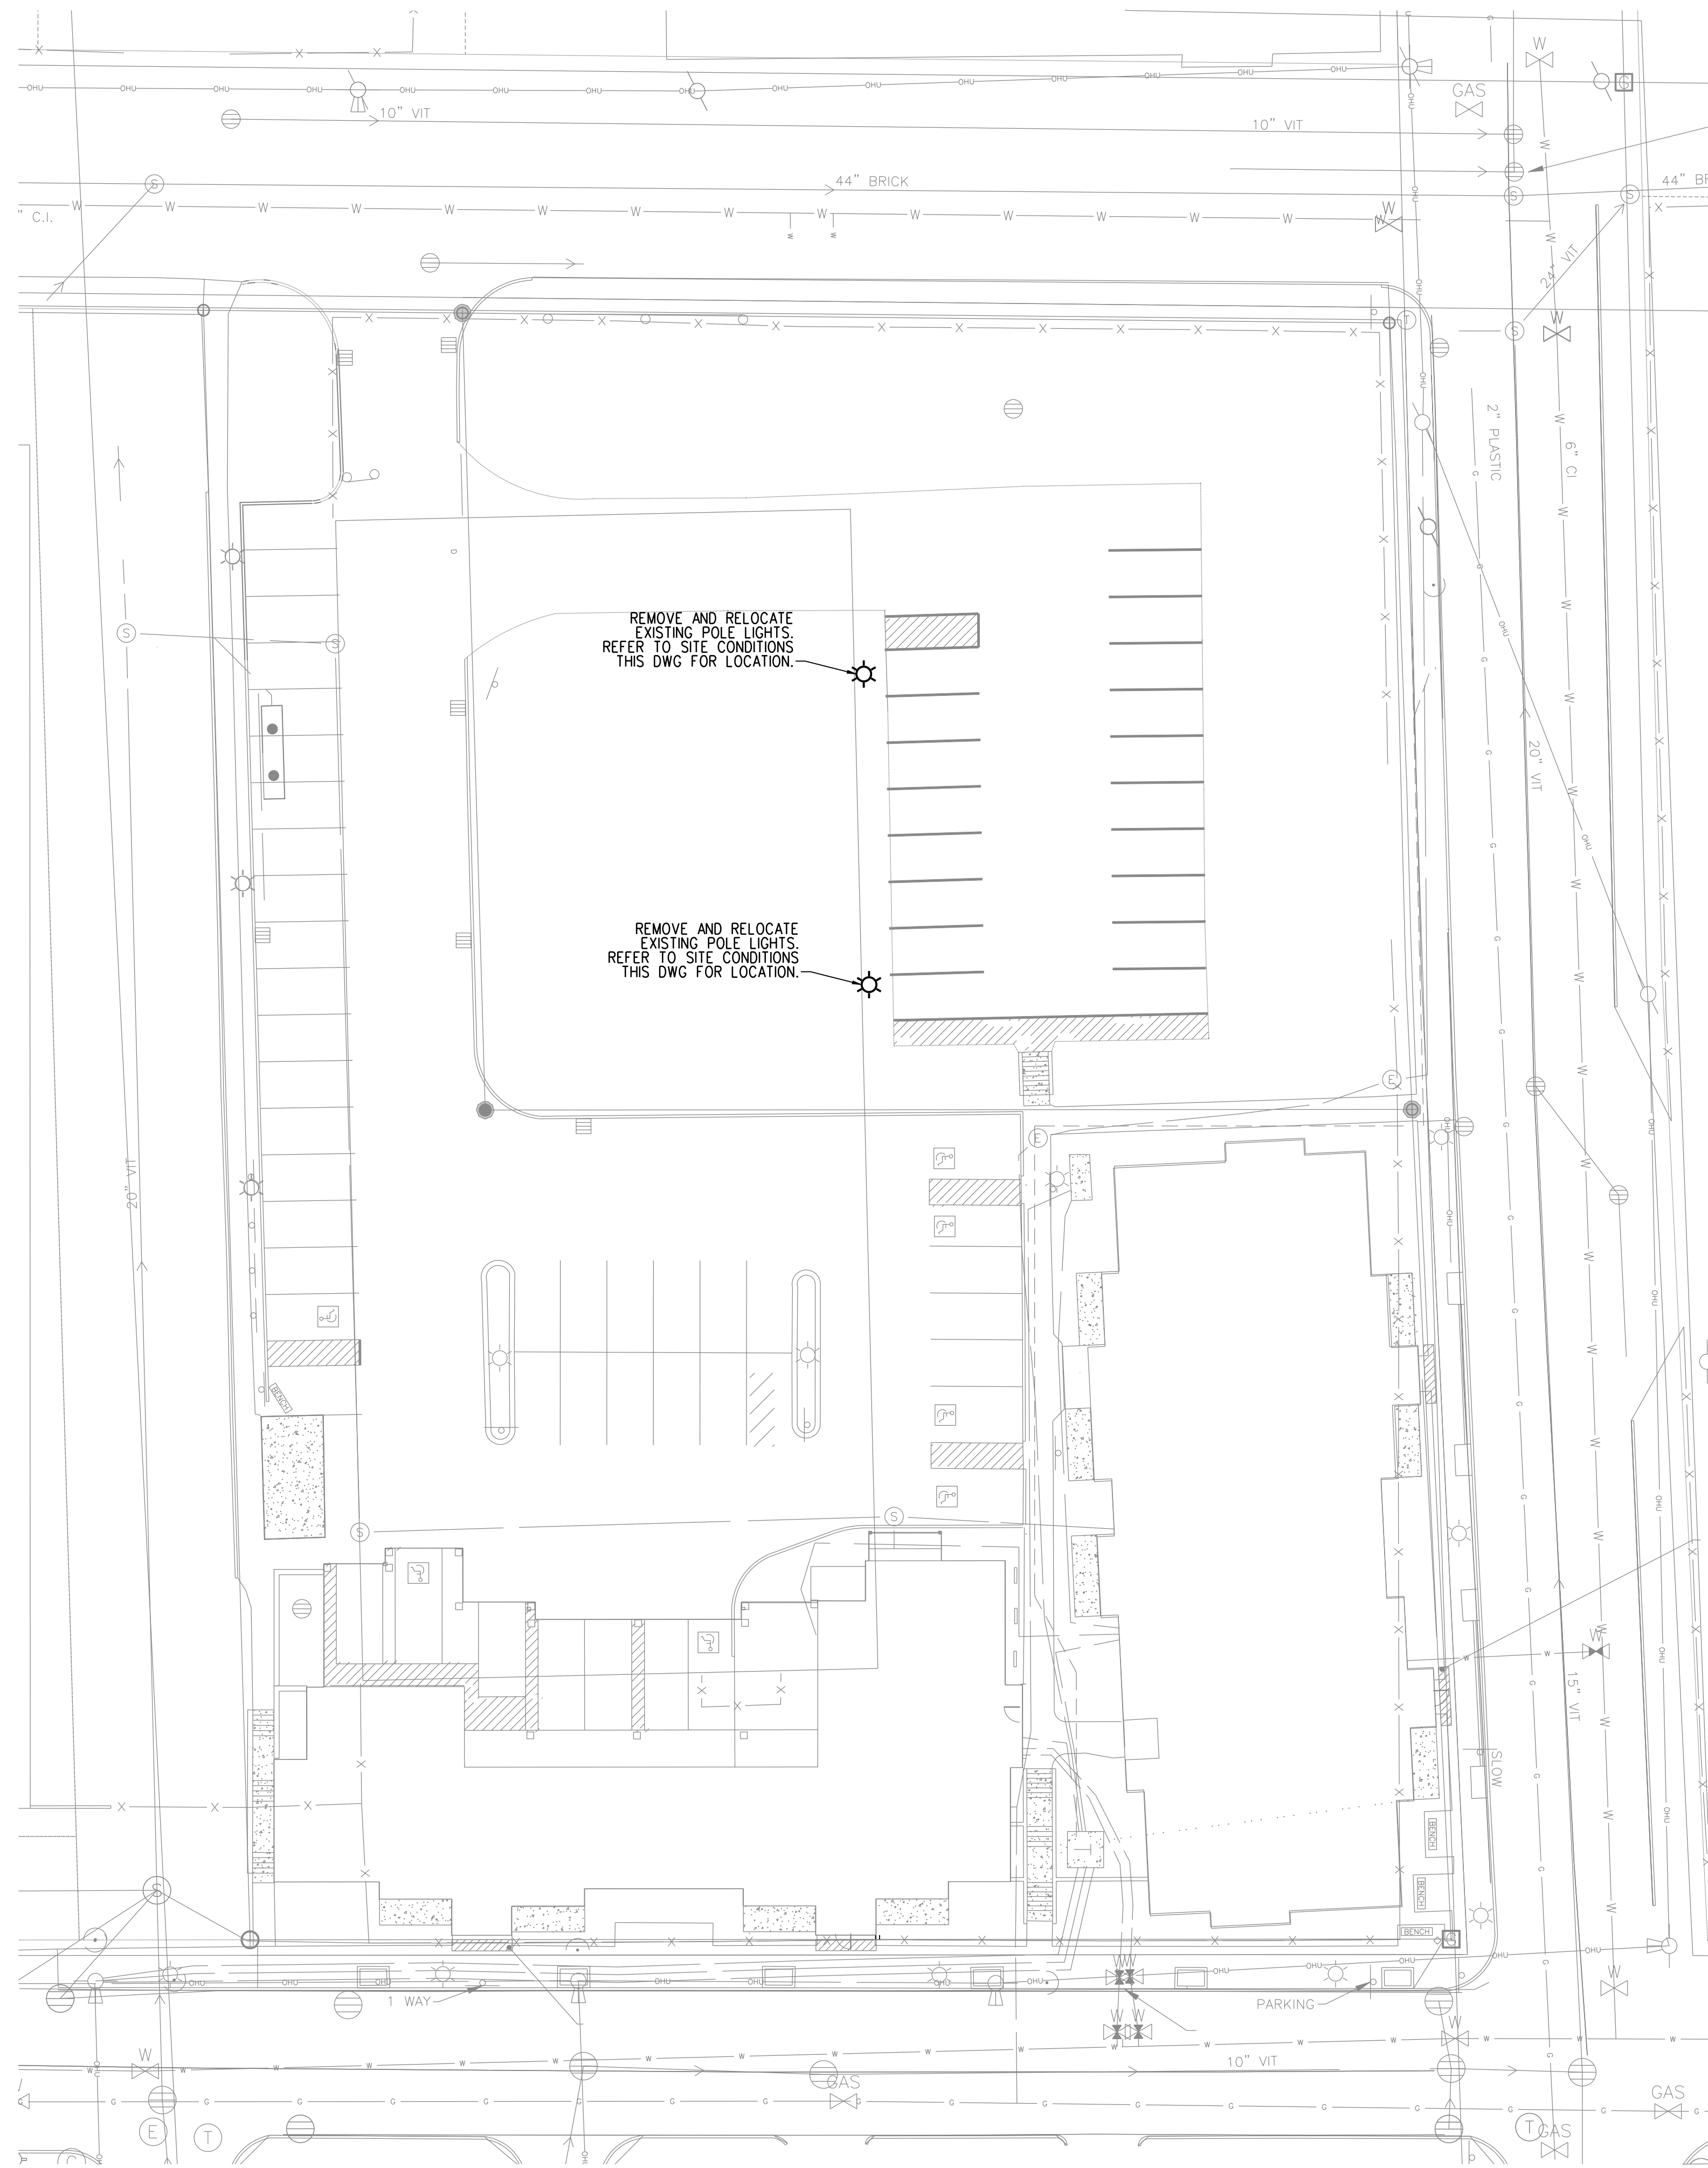 10" VIT
10" VIT
GAS
W
G
44" BRICK
44" BR
" C.I.
24" VIT
2" PLASTIC
6" CI
REMOVE AND RELOCATE
EXISTING POLE LIGHTS.
REFER TO SITE CONDITIONS
THIS DWG FOR LOCATION.
20" VIT
REMOVE AND RELOCATE
EXISTING POLE LIGHTS.
REFER TO SITE CONDITIONS
THIS DWG FOR LOCATION.
20" VIT
BENCH
15" VIT
SLOW
BENCH
BENCH
BENCH
1 WAY
PARKING
10" VIT
GAS
GAS
GAS
E
T
T